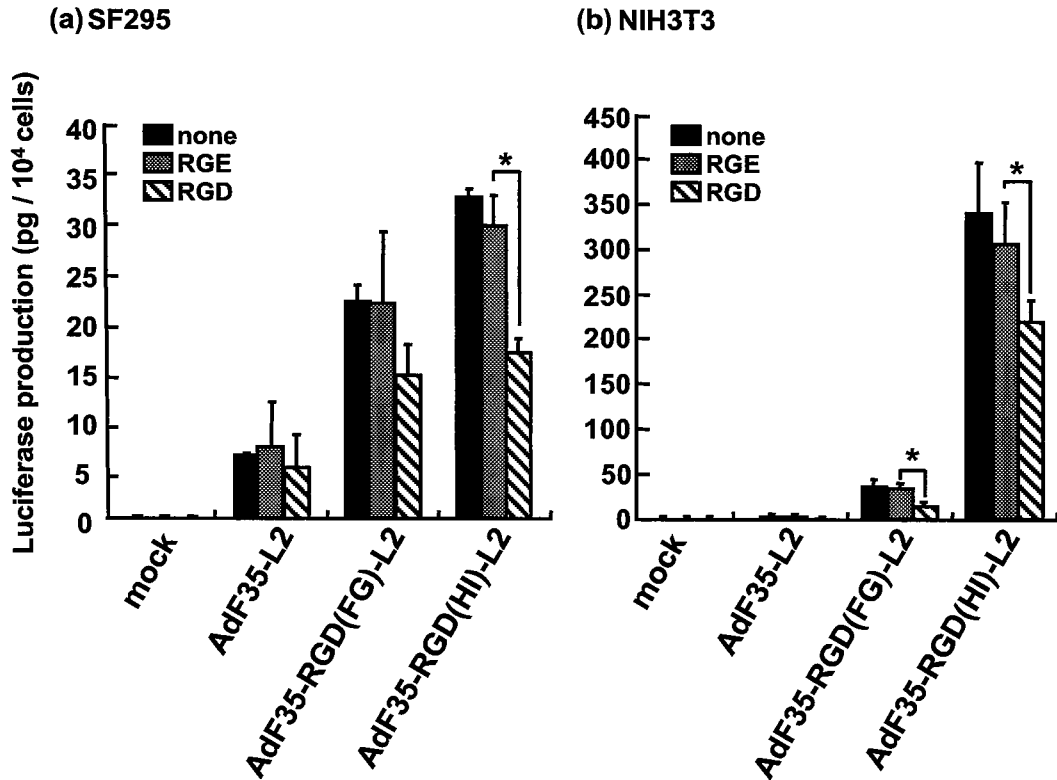 (a) SF295
Luciferase production (pg / 10⁴ cells)
40
35
30
25
20
15
10
5
0
none
RGE
RGD
*
mock
AdF35-L2
AdF35-RGD(FG)-L2
AdF35-RGD(HI)-L2
(b) NIH3T3
450
400
350
300
250
200
150
100
50
0
none
RGE
RGD
*
*
mock
AdF35-L2
AdF35-RGD(FG)-L2
AdF35-RGD(HI)-L2